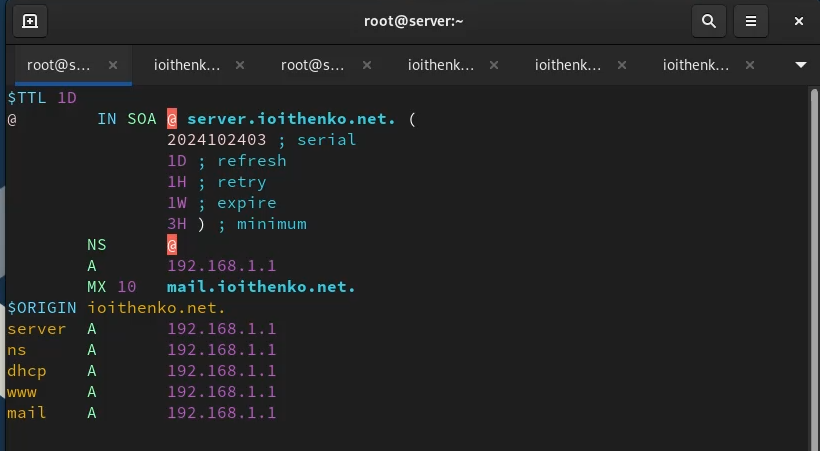 root@server:~
root@s... ioithenk... root@s... ioithenk... ioithenk... ioithenk...
$TTL 1D
@ IN SOA @ server.ioithenko.net. (
2024102403 ; serial
1D ; refresh
1H ; retry
1W ; expire
3H ) ; minimum
NS @
A 192.168.1.1
MX 10 mail.ioithenko.net.
$ORIGIN ioithenko.net.
server A 192.168.1.1
ns A 192.168.1.1
dhcp A 192.168.1.1
www A 192.168.1.1
mail A 192.168.1.1